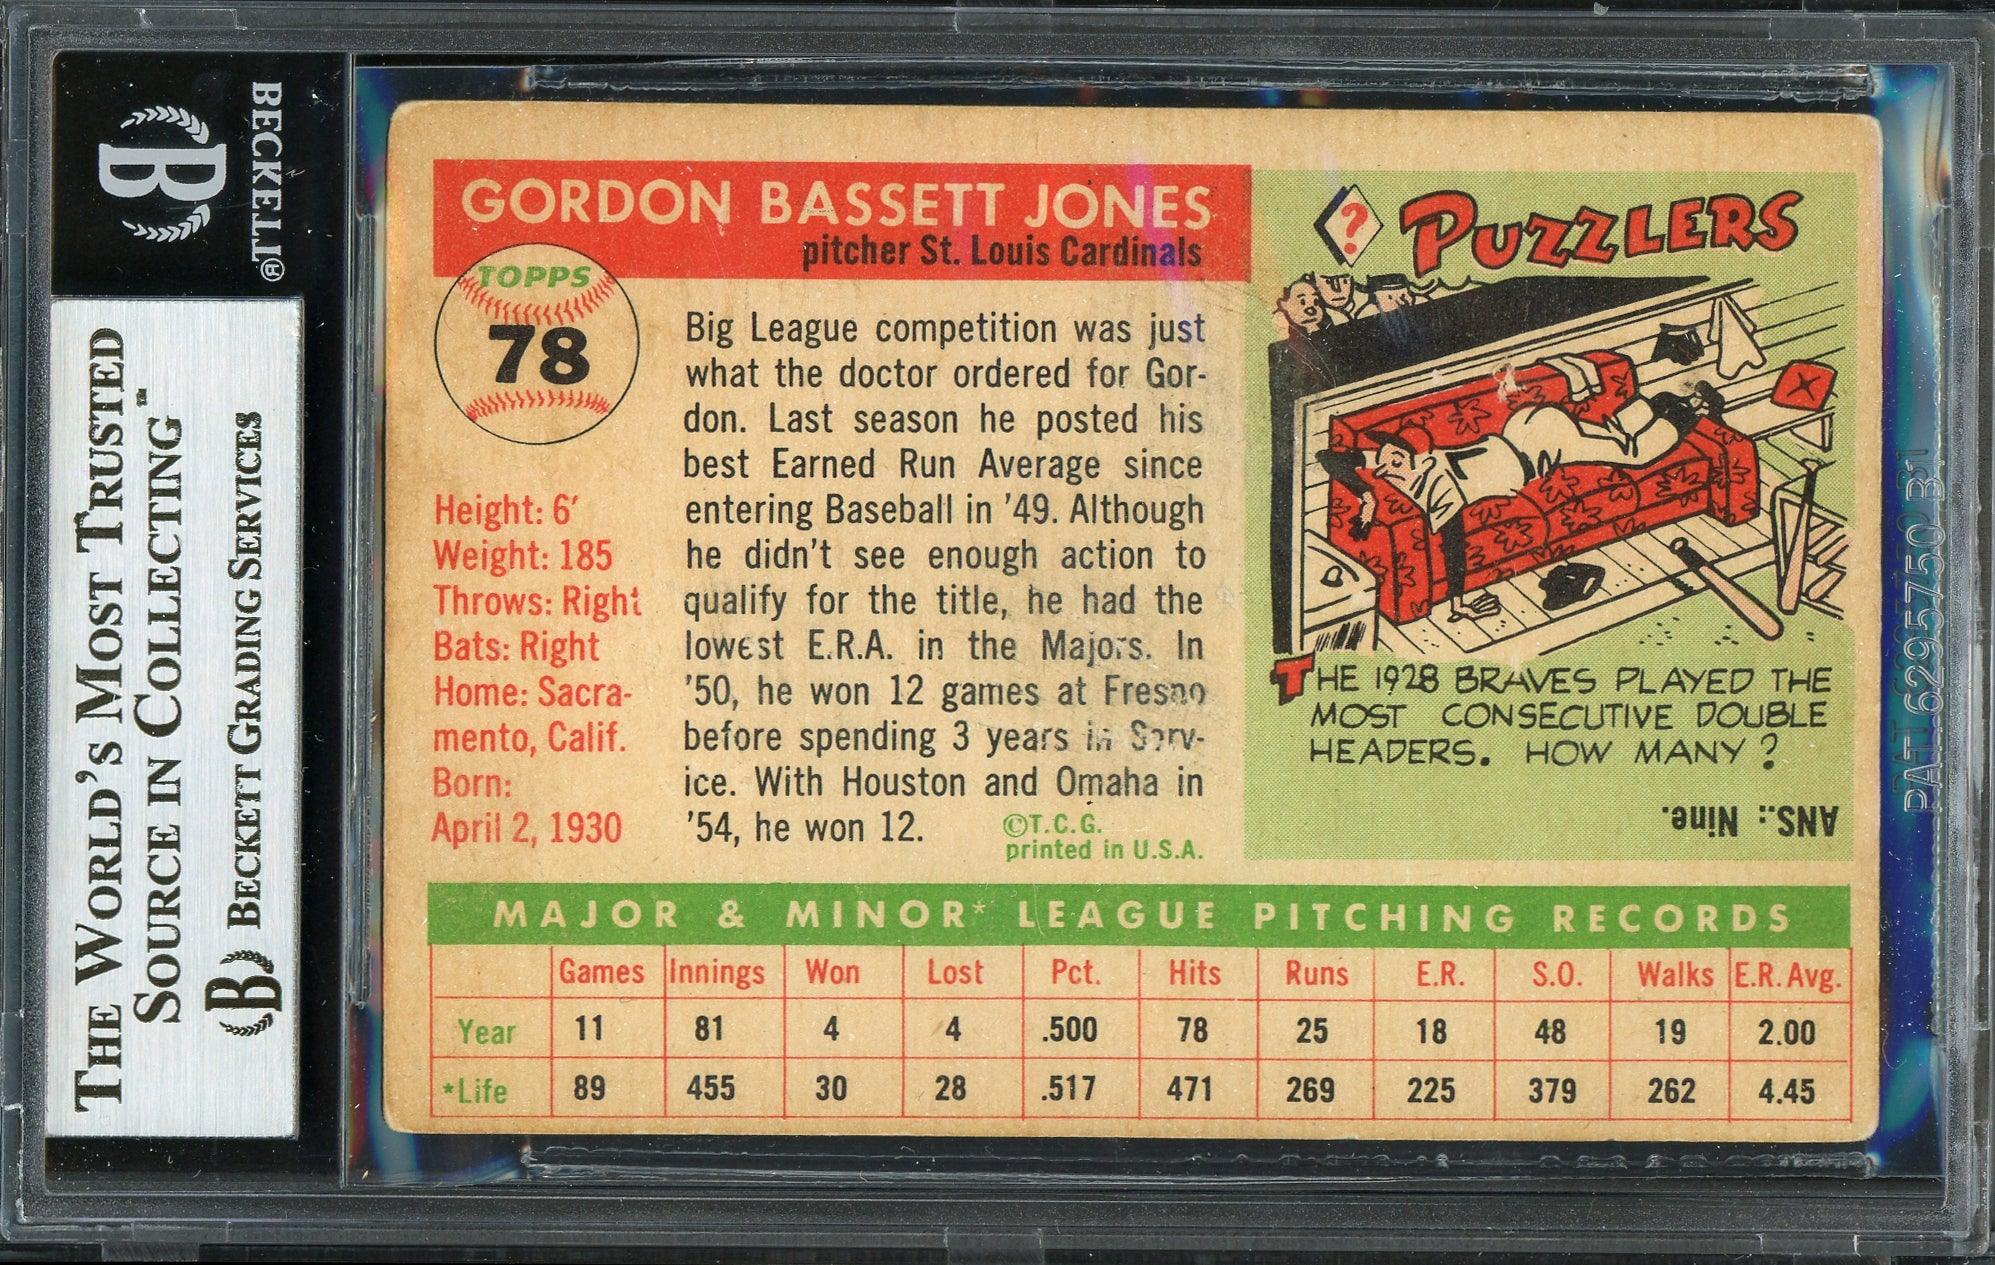 BECKETT®
THE WORLD'S MOST TRUSTED
SOURCE IN COLLECTING™
BECKETT GRADING SERVICES
GORDON BASSETT JONES
pitcher St. Louis Cardinals
TOPPS
78
Height: 6′
Weight: 185
Throws: Right
Bats: Right
Home: Sacra-
mento, Calif.
Born:
April 2, 1930
Big League competition was just
what the doctor ordered for Gor-
don. Last season he posted his
best Earned Run Average since
entering Baseball in '49. Although
he didn't see enough action to
qualify for the title, he had the
lowest E.R.A. in the Majors. In
'50, he won 12 games at Fresno
before spending 3 years in Serv-
ice. With Houston and Omaha in
'54, he won 12.
©T.C.G.
printed in U.S.A.
? PUZZLERS
THE 1928 BRAVES PLAYED THE
MOST CONSECUTIVE DOUBLE
HEADERS. HOW MANY?
ANS.: Nine.
MAJOR & MINOR* LEAGUE PITCHING RECORDS
Games Innings Won Lost Pct. Hits Runs E.R. S.O. Walks E.R. Avg.
Year 11 81 4 4 .500 78 25 18 48 19 2.00
*Life 89 455 30 28 .517 471 269 225 379 262 4.45
PAT. 6295750 B1